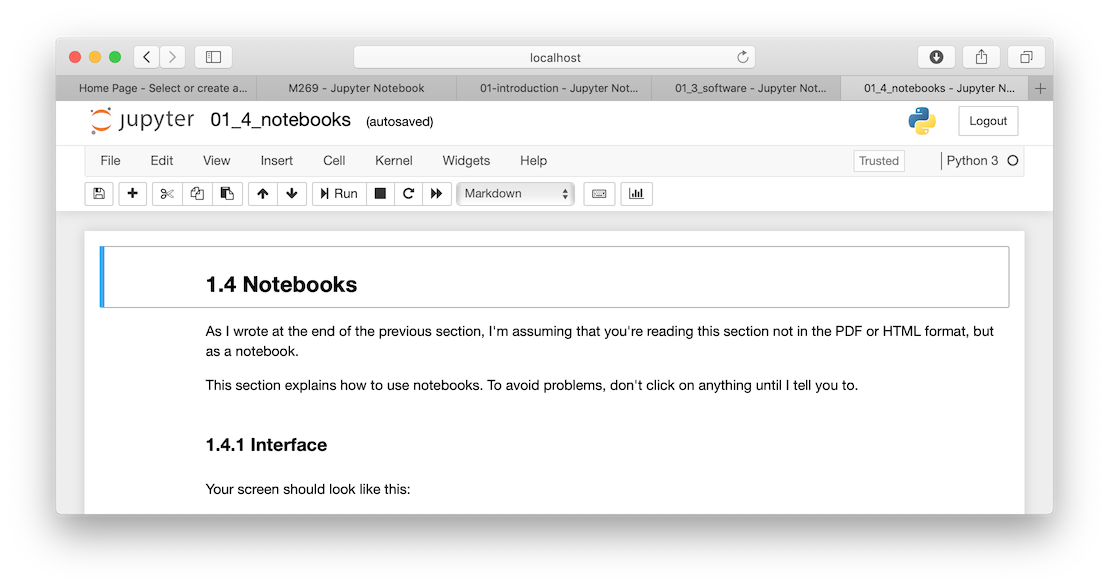 localhost
Home Page - Select or create a...
M269 - Jupyter Notebook
01-introduction - Jupyter Not...
01_3_software - Jupyter Not...
01_4_notebooks - Jupyter N...
jupyter 01_4_notebooks (autosaved)
Logout
File Edit View Insert Cell Kernel Widgets Help
Trusted
Python 3
Run
Markdown
1.4 Notebooks
As I wrote at the end of the previous section, I'm assuming that you're reading this section not in the PDF or HTML format, but
as a notebook.
This section explains how to use notebooks. To avoid problems, don't click on anything until I tell you to.
1.4.1 Interface
Your screen should look like this: